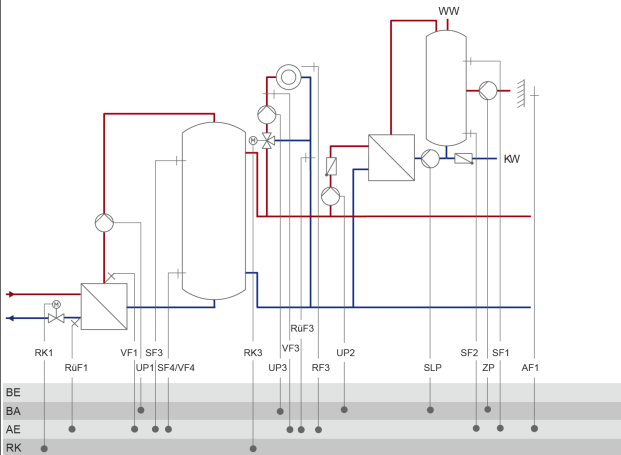 WW
M
KW
M
RK1
VF1
SF3
RK3
RüF3
VF3
UP2
SF2
SF1
RüF1
UP1
SF4/VF4
UP3
RF3
SLP
ZP
AF1
BE
BA
AE
RK